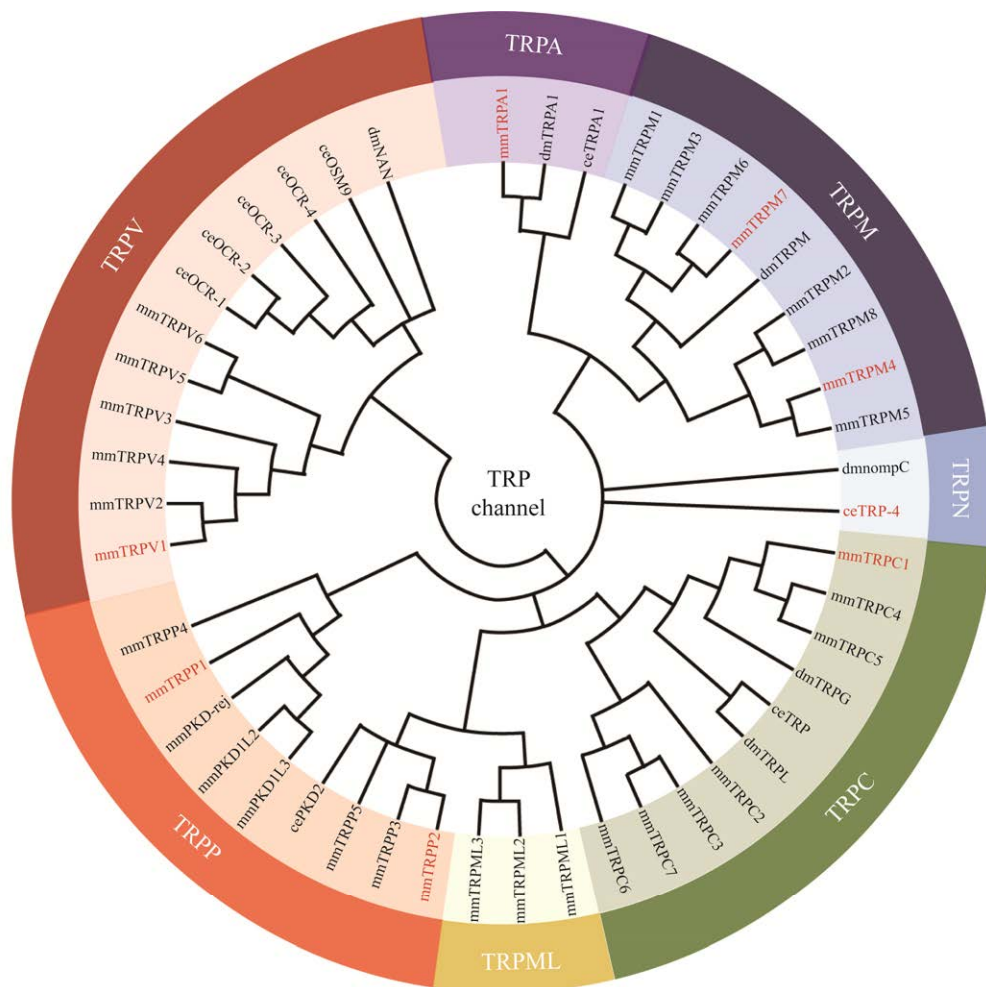 TRPA
TRPM
TRPN
TRPC
TRPML
TRPP
TRPV
mmTRPA1
dmTRPA1
ceTRPA1
mmTRPM1
mmTRPM3
mmTRPM6
mmTRPM7
dmTRPM
mmTRPM2
mmTRPM8
mmTRPM4
mmTRPM5
dmnompC
ceTRP-4
mmTRPC1
mmTRPC4
mmTRPC5
dmTRPG
ceTRP
dmTRPL
mmTRPC2
mmTRPC3
mmTRPC7
mmTRPC6
mmTRPML1
mmTRPML2
mmTRPML3
mmTRPP2
mmTRPP3
mmTRPP5
cePKD2
mmPKD1L3
mmPKD1L2
mmPKD-rej
mmTRPP1
mmTRPP4
mmTRPV1
mmTRPV2
mmTRPV4
mmTRPV3
mmTRPV5
mmTRPV6
ceOCR-1
ceOCR-2
ceOCR-3
ceOCR-4
ceOSM9
dmNAN
TRP
channel